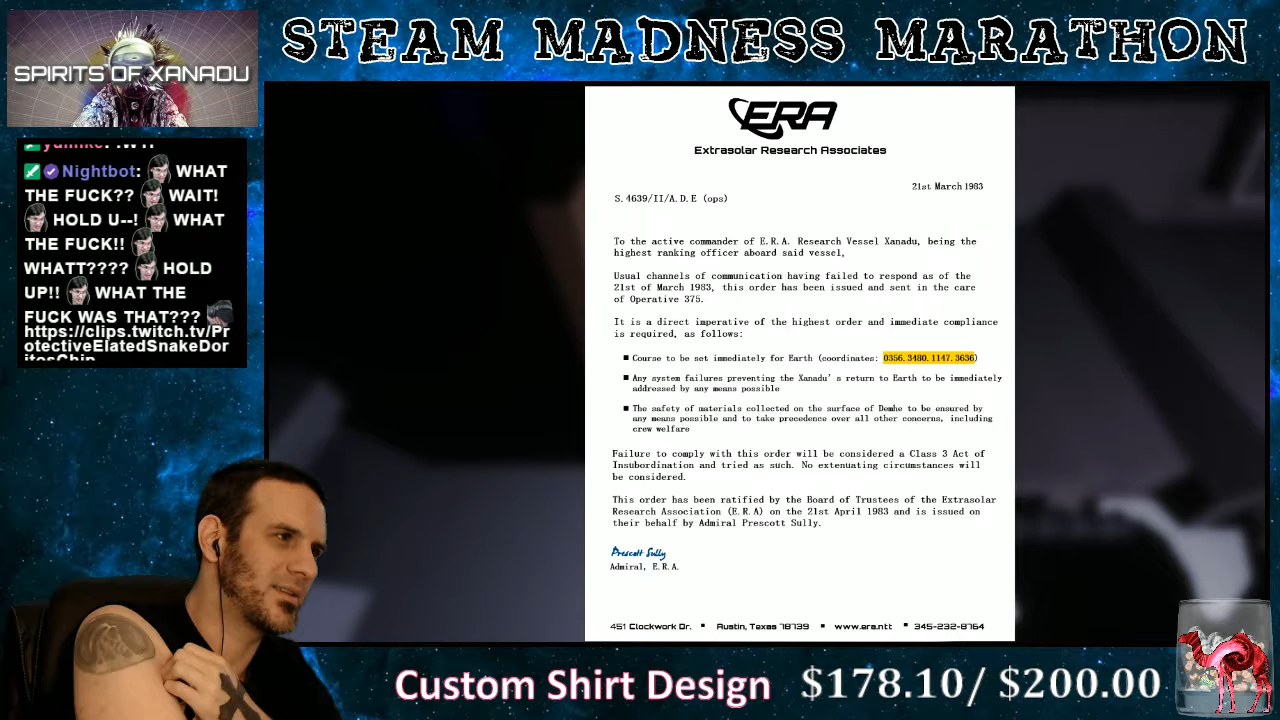 STEAM MADNESS MARATHON
SPIRITS OF XANADU
Nightbot: WHAT
THE FUCK?? WAIT!
HOLD U--! WHAT
THE FUCK!!
WHATT???? HOLD
UP!! WHAT THE
FUCK WAS THAT???
https://clips.twitch.tv/Pr
otectiveElatedSnakeDor
itosChip
ERA
Extrasolar Research Associates
21st March 1983
S.4639/II/A.D.E (ops)
To the active commander of E.R.A. Research Vessel Xanadu, being the
highest ranking officer aboard said vessel,
Usual channels of communication having failed to respond as of the
21st of March 1983, this order has been issued and sent in the care
of Operative 375.
It is a direct imperative of the highest order and immediate compliance
is required, as follows:
■ Course to be set immediately for Earth (coordinates: 0356.3480.1147.3636)
■ Any system failures preventing the Xanadu's return to Earth to be immediately
addressed by any means possible
■ The safety of materials collected on the surface of Demhe to be ensured by
any means possible and to take precedence over all other concerns, including
crew welfare
Failure to comply with this order will be considered a Class 3 Act of
Insubordination and tried as such. No extenuating circumstances will
be considered.
This order has been ratified by the Board of Trustees of the Extrasolar
Research Association (E.R.A) on the 21st April 1983 and is issued on
their behalf by Admiral Prescott Sully.
Prescott Sully
Admiral, E.R.A.
451 Clockwork Dr. ■ Austin, Texas 78739 ■ www.era.ntt ■ 345-232-8764
Custom Shirt Design $178.10/ $200.00